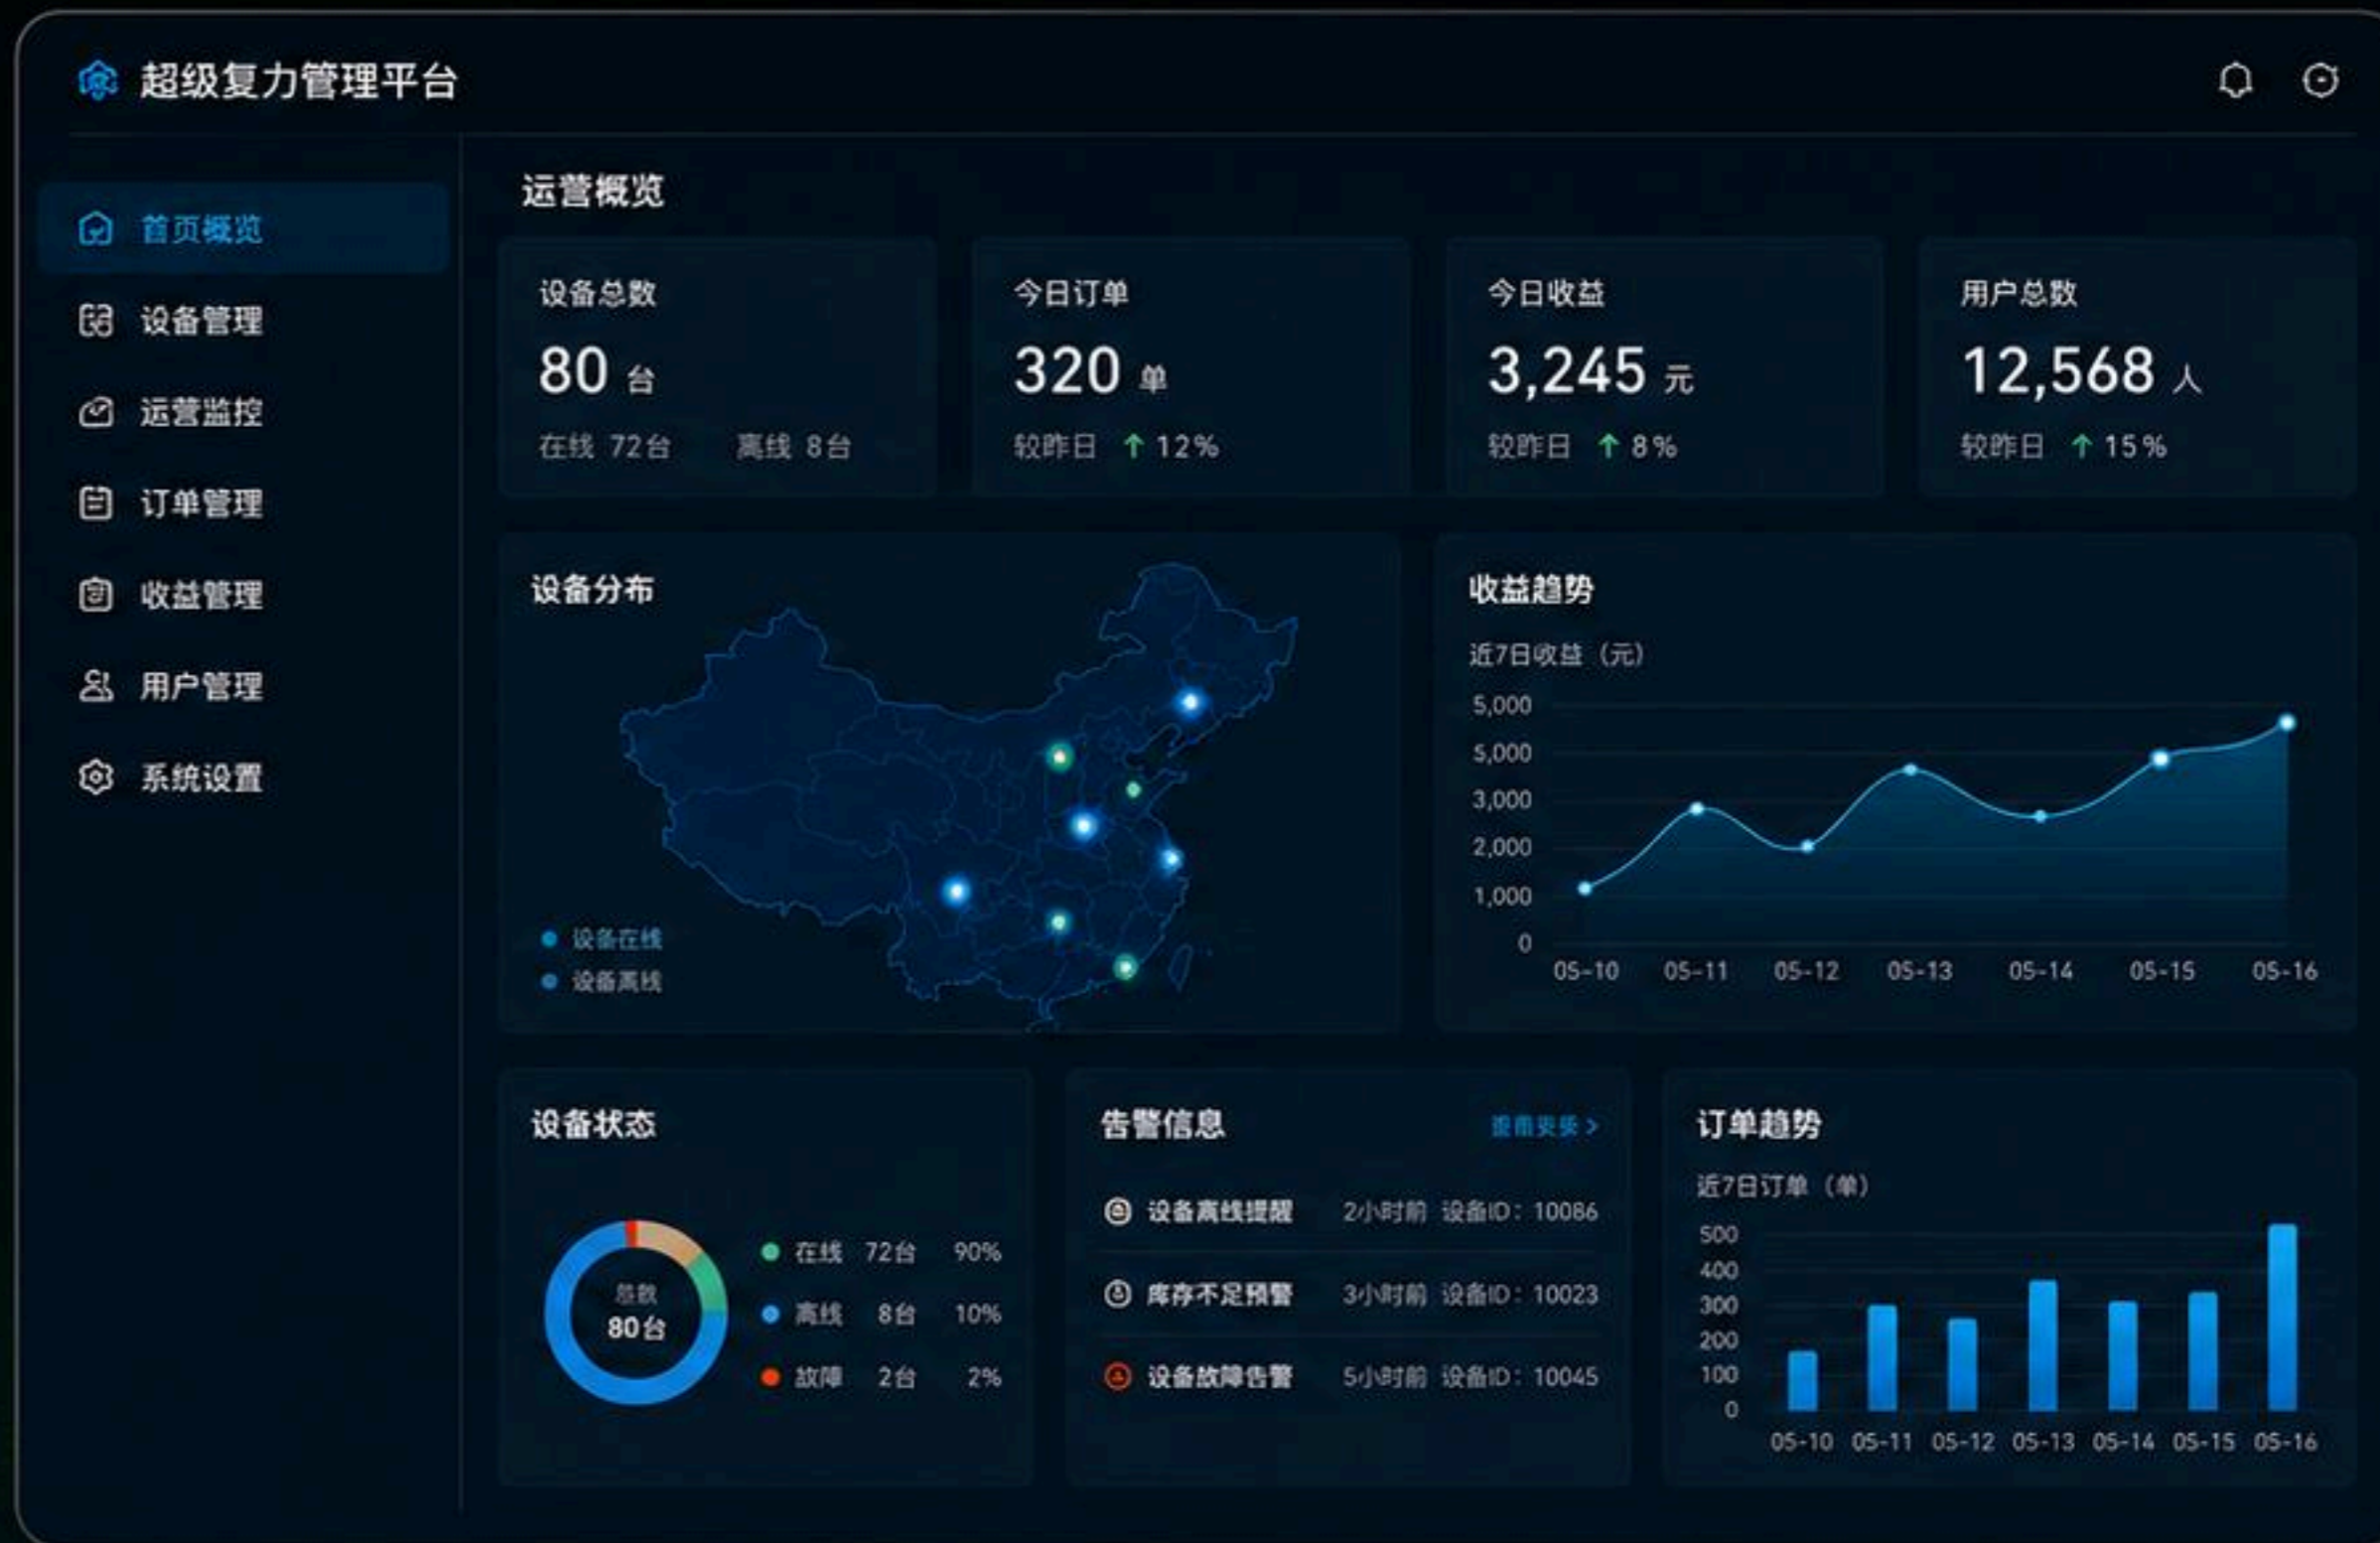 超级复力管理平台
首页概览
设备管理
运营监控
订单管理
收益管理
用户管理
系统设置
运营概览
设备总数
80 台
在线 72台 离线 8台
今日订单
320 单
较昨日 ↑ 12%
今日收益
3,245 元
较昨日 ↑ 8%
用户总数
12,568 人
较昨日 ↑ 15%
设备分布
设备在线
设备离线
收益趋势
近7日收益（元）
5,000
5,000
3,000
2,000
1,000
0
05-10 05-11 05-12 05-13 05-14 05-15 05-16
设备状态
总数
80台
在线 72台 90%
离线 8台 10%
故障 2台 2%
告警信息
设备离线提醒 2小时前 设备ID：10086
库存不足预警 3小时前 设备ID：10023
设备故障告警 5小时前 设备ID：10045
订单趋势
近7日订单（单）
500
400
300
200
100
0
05-10 05-11 05-12 05-13 05-14 05-15 05-16